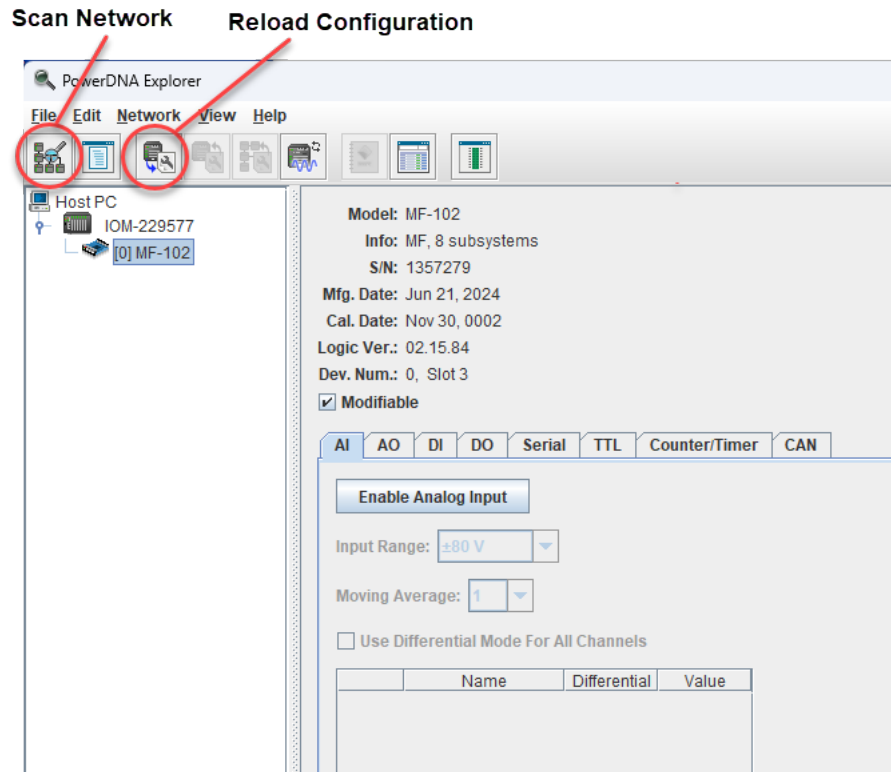 Scan Network
Reload Configuration
PowerDNA Explorer
File Edit Network View Help
Host PC
IOM-229577
[0] MF-102
Model: MF-102
Info: MF, 8 subsystems
S/N: 1357279
Mfg. Date: Jun 21, 2024
Cal. Date: Nov 30, 0002
Logic Ver.: 02.15.84
Dev. Num.: 0, Slot 3
Modifiable
AI AO DI DO Serial TTL Counter/Timer CAN
Enable Analog Input
Input Range: ±80 V
Moving Average: 1
Use Differential Mode For All Channels
Name Differential Value